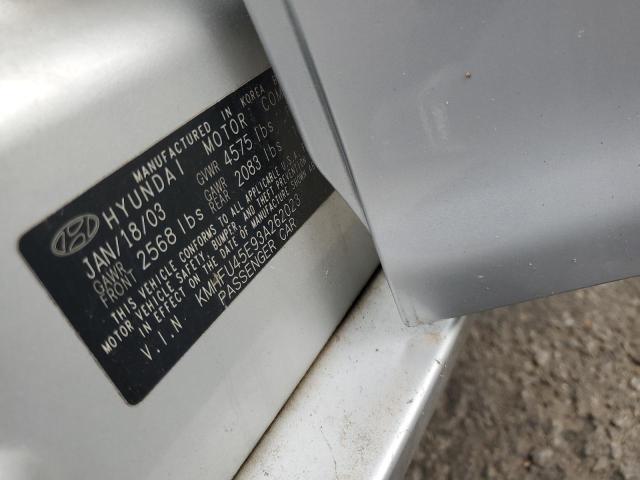 MANUFACTURED IN KOREA
HYUNDAI MOTOR
JAN/18/03 GVWR 4575 lbs
GAWR FRONT 2568 lbs GAWR REAR 2083 lbs
THIS VEHICLE CONFORMS TO ALL APPLICABLE U.S.A
MOTOR VEHICLE SAFETY, BUMPER, AND THEFT PREVENTION
IN EFFECT ON THE DATE OF MANUFACTURE SHOWN
V.I.N KMHFU45E93A262023
PASSENGER CAR